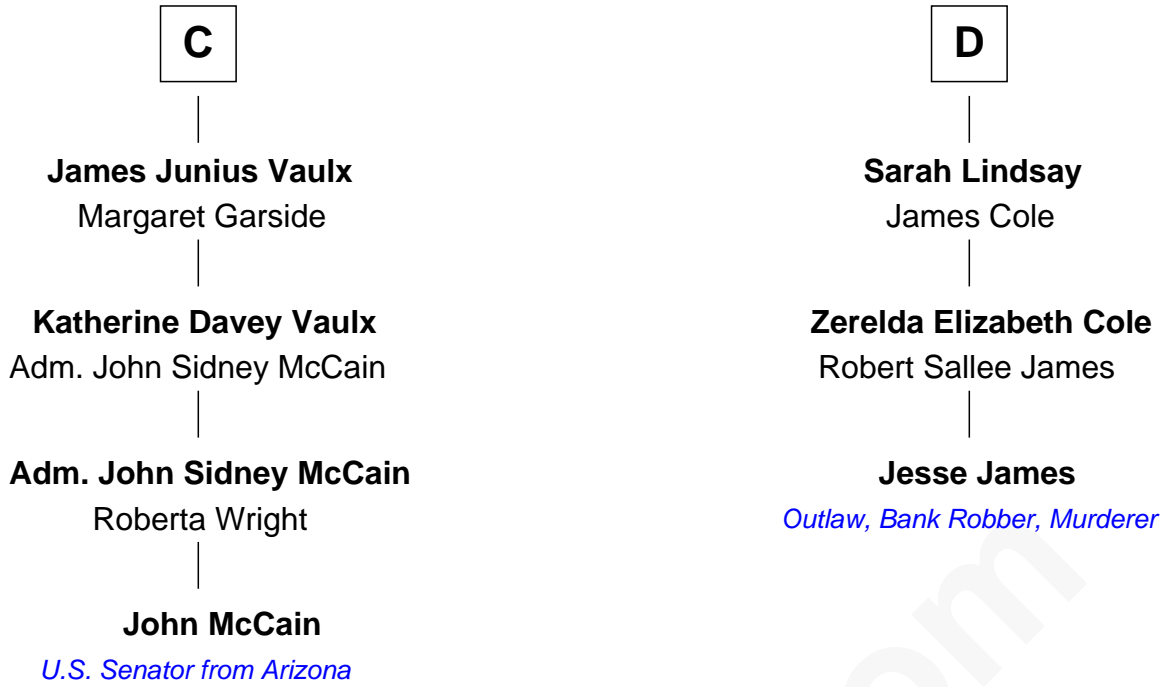 C
James Junius Vaulx
Margaret Garside
Katherine Davey Vaulx
Adm. John Sidney McCain
Adm. John Sidney McCain
Roberta Wright
John McCain
U.S. Senator from Arizona
D
Sarah Lindsay
James Cole
Zerelda Elizabeth Cole
Robert Sallee James
Jesse James
Outlaw, Bank Robber, Murderer
om